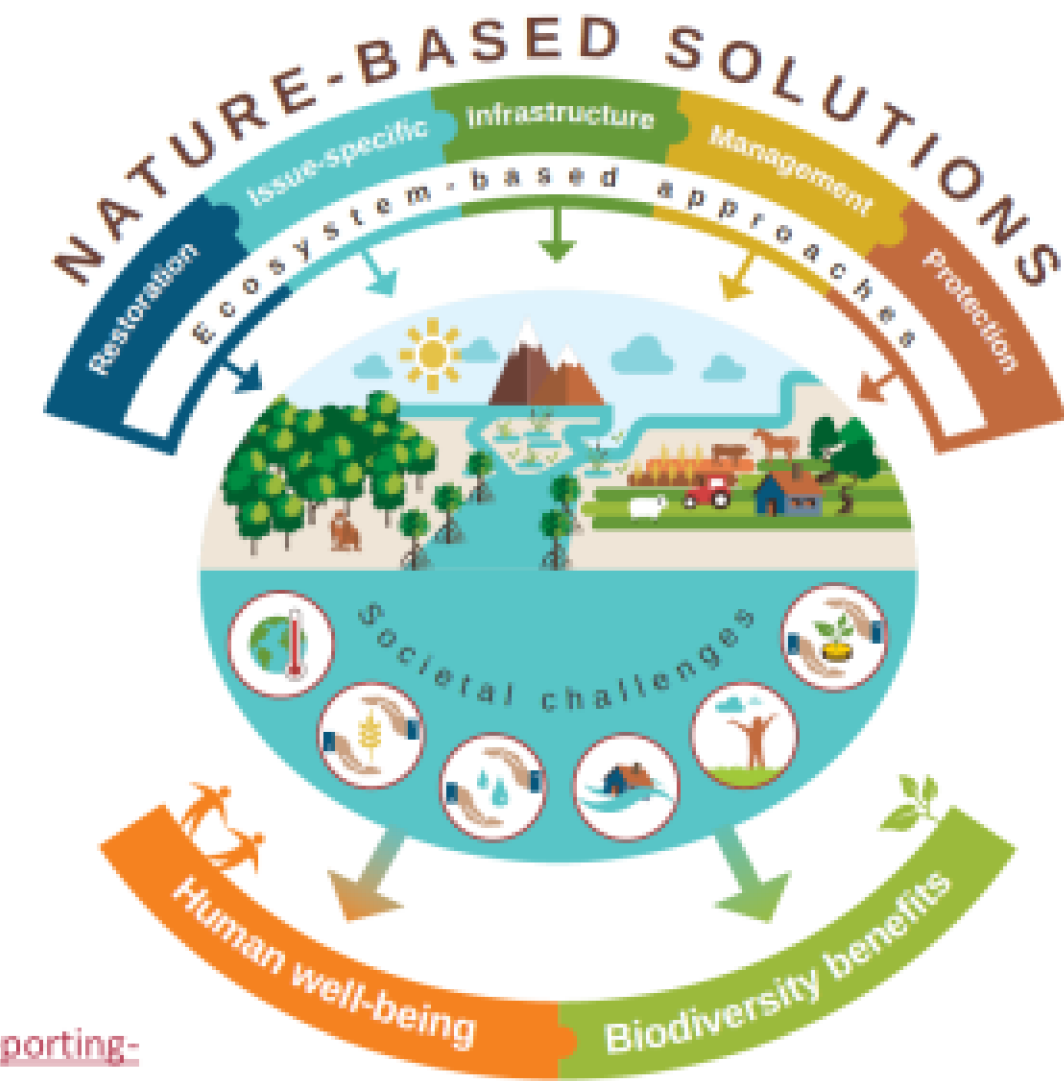 NATURE-BASED SOLUTIONS
Restoration
Issue-specific
Infrastructure
Management
Protection
Ecosystem-based approaches
Societal challenges
Human well-being
Biodiversity benefits
porting-